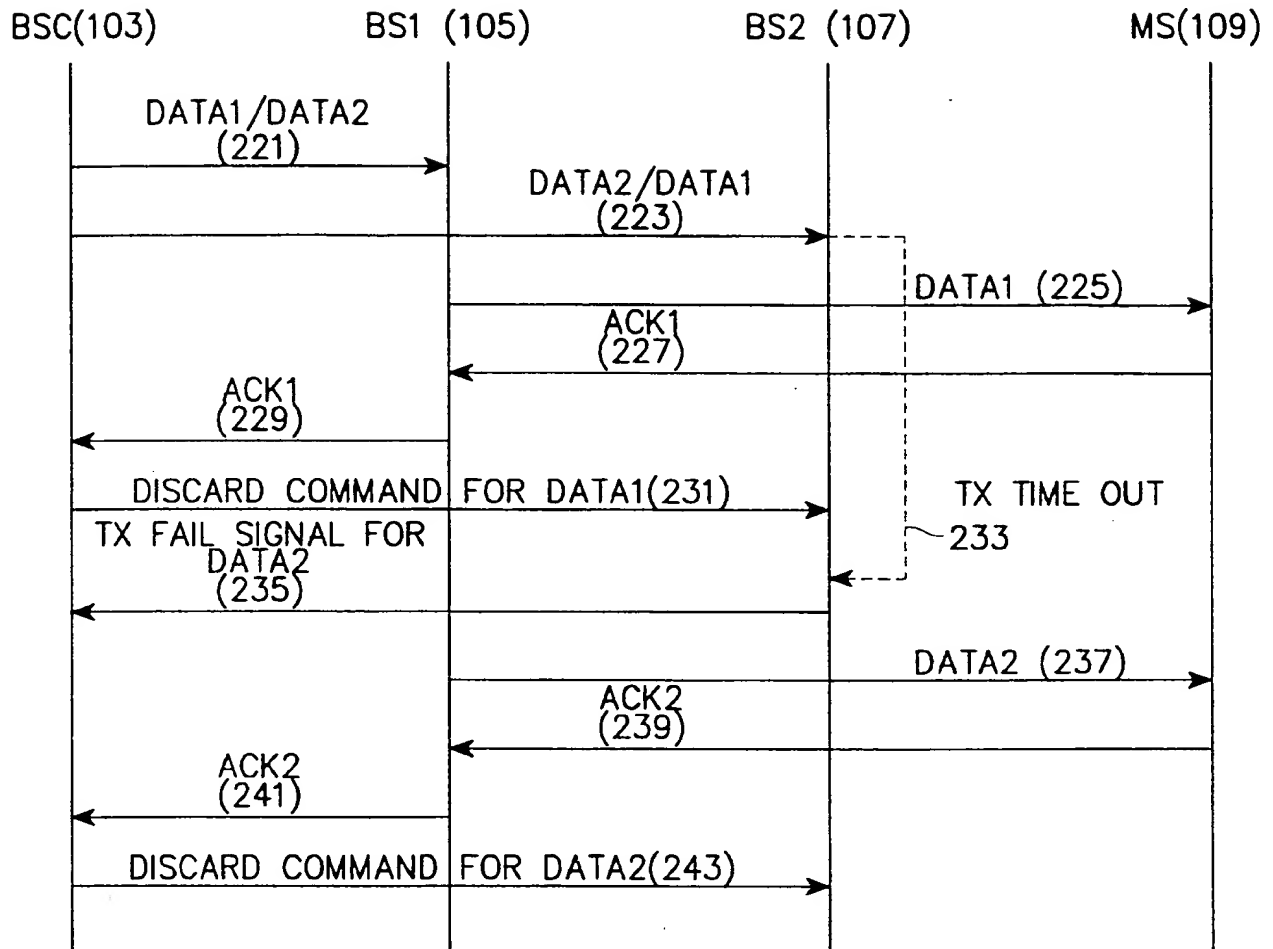 BSC(103) BS1 (105) BS2 (107) MS(109)
DATA1/DATA2
(221)
DATA2/DATA1
(223)
DATA1 (225)
ACK1
(227)
ACK1
(229)
DISCARD COMMAND FOR DATA1(231)
TX TIME OUT
233
TX FAIL SIGNAL FOR
DATA2
(235)
DATA2 (237)
ACK2
(239)
ACK2
(241)
DISCARD COMMAND FOR DATA2(243)